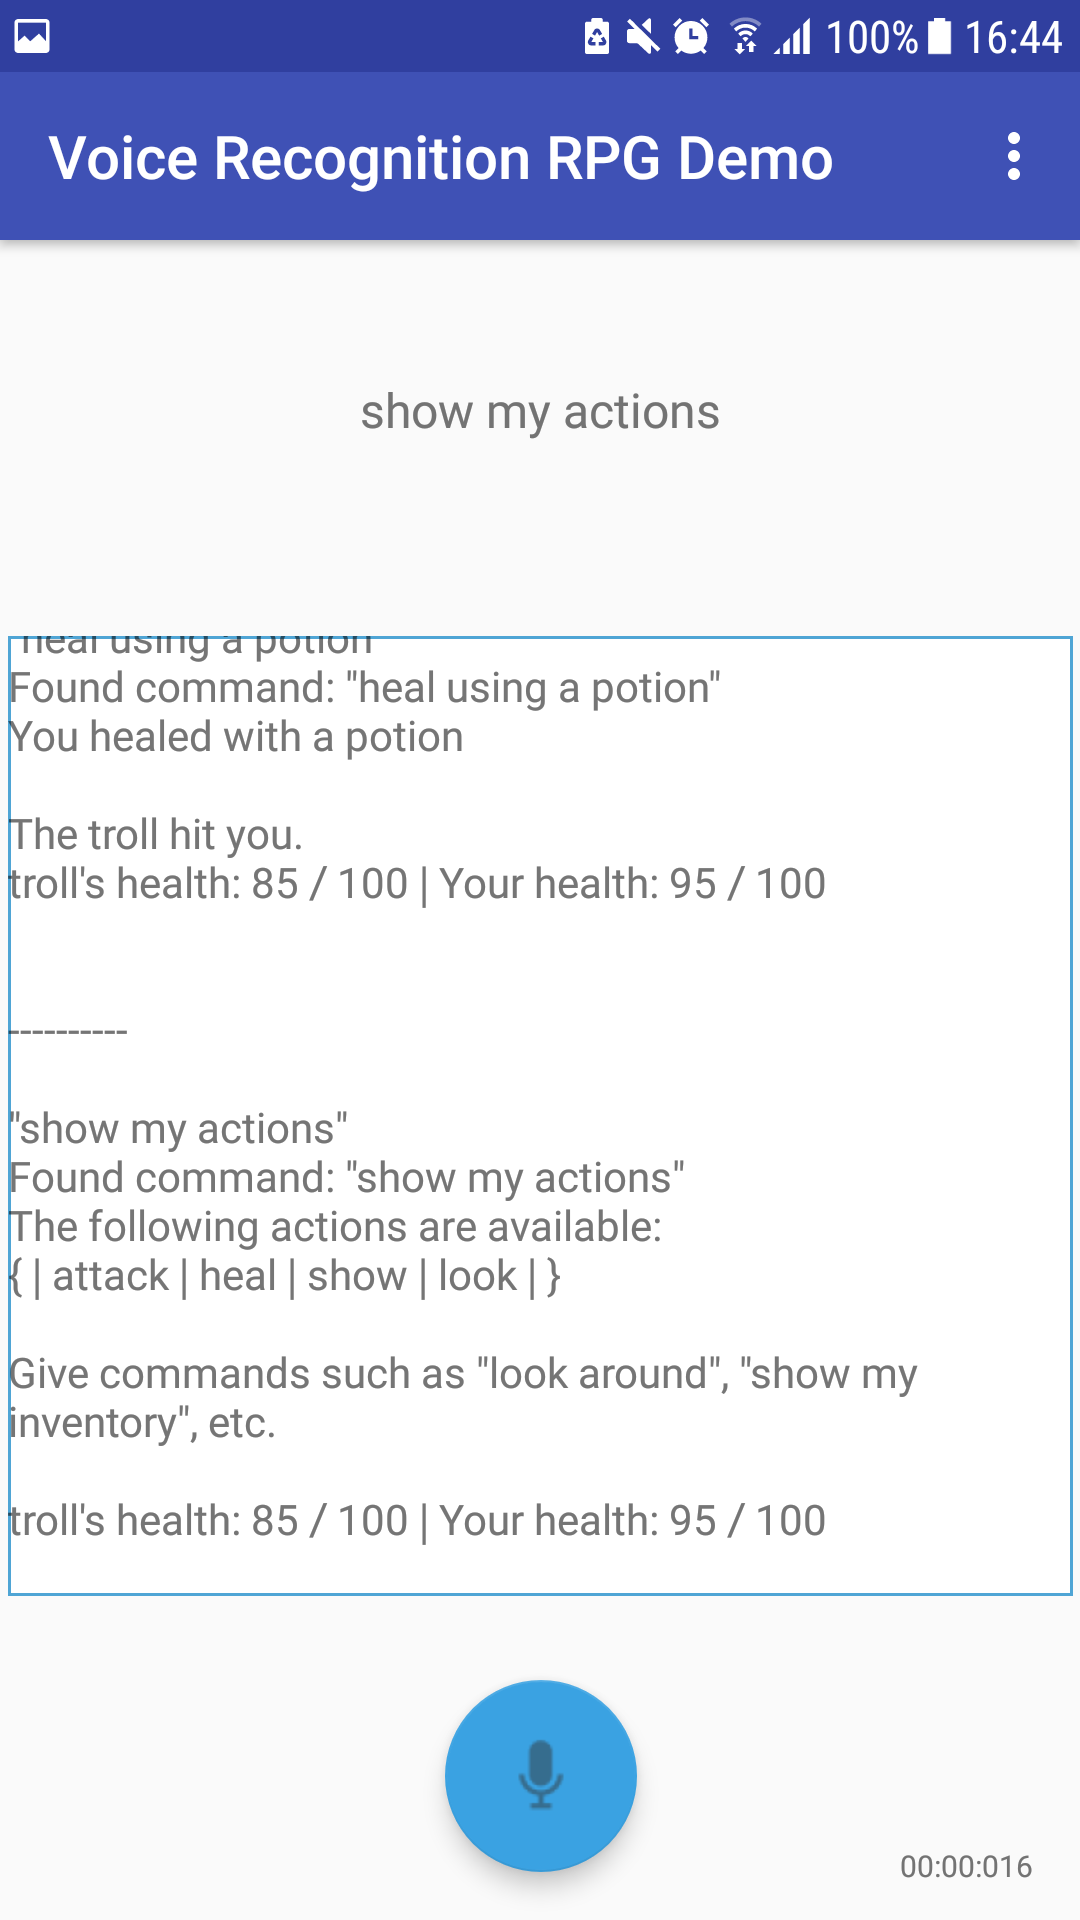 100% 16:44
Voice Recognition RPG Demo
show my actions
"heal using a potion"
Found command: "heal using a potion"
You healed with a potion
The troll hit you.
troll's health: 85 / 100 | Your health: 95 / 100
----------
"show my actions"
Found command: "show my actions"
The following actions are available:
{ | attack | heal | show | look | }
Give commands such as "look around", "show my
inventory", etc.
troll's health: 85 / 100 | Your health: 95 / 100
00:00:016